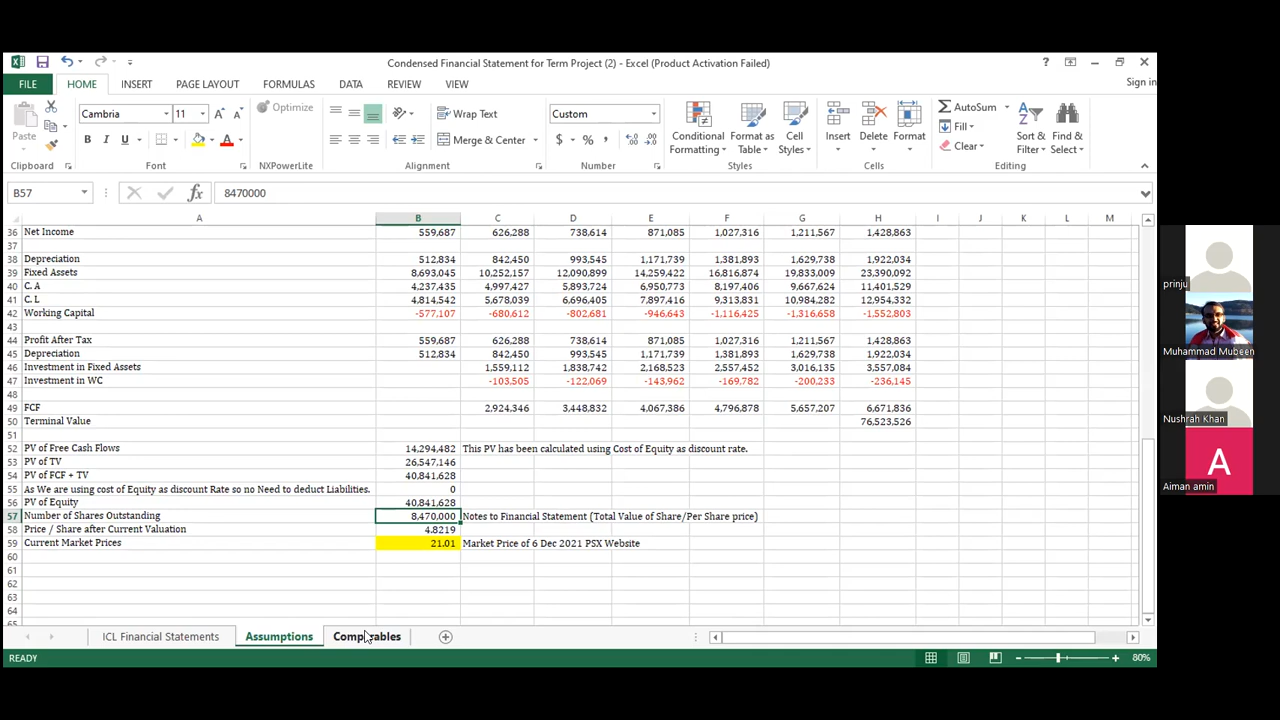 Condensed Financial Statement for Term Project (2) - Excel (Product Activation Failed)
FILE HOME INSERT PAGE LAYOUT FORMULAS DATA REVIEW VIEW Sign in
Paste Cambria 11 Wrap Text Custom Optimize AutoSum
B I U Merge & Center $ % Fill
Conditional Formatting Format as Table Cell Styles Insert Delete Format Clear Sort & Filter Find & Select
Clipboard Font NXPowerLite Alignment Number Styles Cells Editing
B57 fx 8470000
A B C D E F G H I J K L M
36 Net Income 559,687 626,288 738,614 871,085 1,027,316 1,211,567 1,428,863
37
38 Depreciation 512,834 842,450 993,545 1,171,739 1,381,893 1,629,738 1,922,034
39 Fixed Assets 8,693,045 10,252,157 12,090,899 14,259,422 16,816,874 19,833,009 23,390,092
40 C. A 4,237,435 4,997,427 5,893,724 6,950,773 8,197,406 9,667,624 11,401,529
41 C. L 4,814,542 5,678,039 6,696,405 7,897,416 9,313,831 10,984,282 12,954,332
42 Working Capital -577,107 -680,612 -802,681 -946,643 -1,116,425 -1,316,658 -1,552,803
43
44 Profit After Tax 559,687 626,288 738,614 871,085 1,027,316 1,211,567 1,428,863
45 Depreciation 512,834 842,450 993,545 1,171,739 1,381,893 1,629,738 1,922,034
46 Investment in Fixed Assets 1,559,112 1,838,742 2,168,523 2,557,452 3,016,135 3,557,084
47 Investment in WC -103,505 -122,069 -143,962 -169,782 -200,233 -236,145
48
49 FCF 2,924,346 3,448,832 4,067,386 4,796,878 5,657,207 6,671,836
50 Terminal Value 76,523,526
51
52 PV of Free Cash Flows 14,294,482 This PV has been calculated using Cost of Equity as discount rate.
53 PV of TV 26,547,146
54 PV of FCF + TV 40,841,628
55 As We are using cost of Equity as discount Rate so no Need to deduct Liabilities. 0
56 PV of Equity 40,841,628
57 Number of Shares Outstanding 8,470,000 Notes to Financial Statement (Total Value of Share/Per Share price)
58 Price / Share after Current Valuation 4.8219
59 Current Market Prices 21.01 Market Price of 6 Dec 2021 PSX Website
60
61
62
63
64
65
ICL Financial Statements Assumptions Comparables
READY 80%
prinju
Muhammad Mubeen
Nushrah Khan
A
Aiman amin